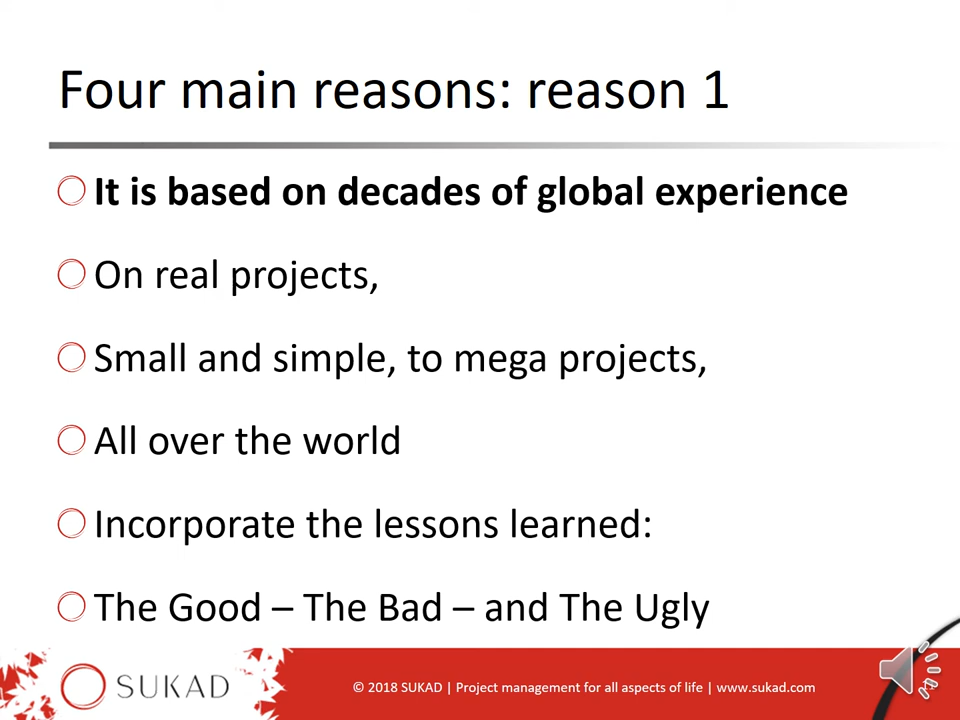 Four main reasons: reason 1
It is based on decades of global experience
On real projects,
Small and simple, to mega projects,
All over the world
Incorporate the lessons learned:
The Good – The Bad – and The Ugly
SUKAD
© 2018 SUKAD | Project management for all aspects of life | www.sukad.com